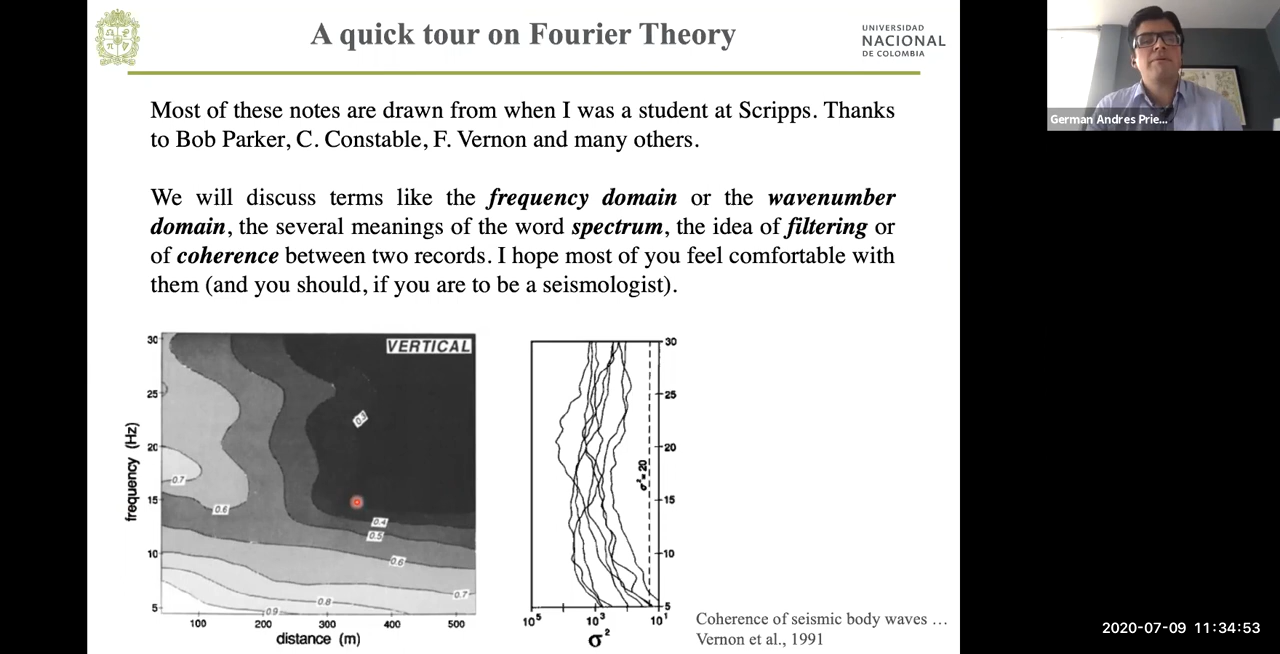 A quick tour on Fourier Theory
UNIVERSIDAD
NACIONAL
DE COLOMBIA
Most of these notes are drawn from when I was a student at Scripps. Thanks
to Bob Parker, C. Constable, F. Vernon and many others.
We will discuss terms like the frequency domain or the wavenumber
domain, the several meanings of the word spectrum, the idea of filtering or
of coherence between two records. I hope most of you feel comfortable with
them (and you should, if you are to be a seismologist).
VERTICAL
frequency (Hz)
30
25
20
15
10
5
0.3
0.7
0.6
0.4
0.5
0.6
0.7
0.8
0.9
100
200
300
400
500
distance (m)
30
25
20
15
10
5
σ²= 20
10⁵
10³
10¹
σ²
Coherence of seismic body waves …
Vernon et al., 1991
German Andres Prie...
2020-07-09 11:34:53